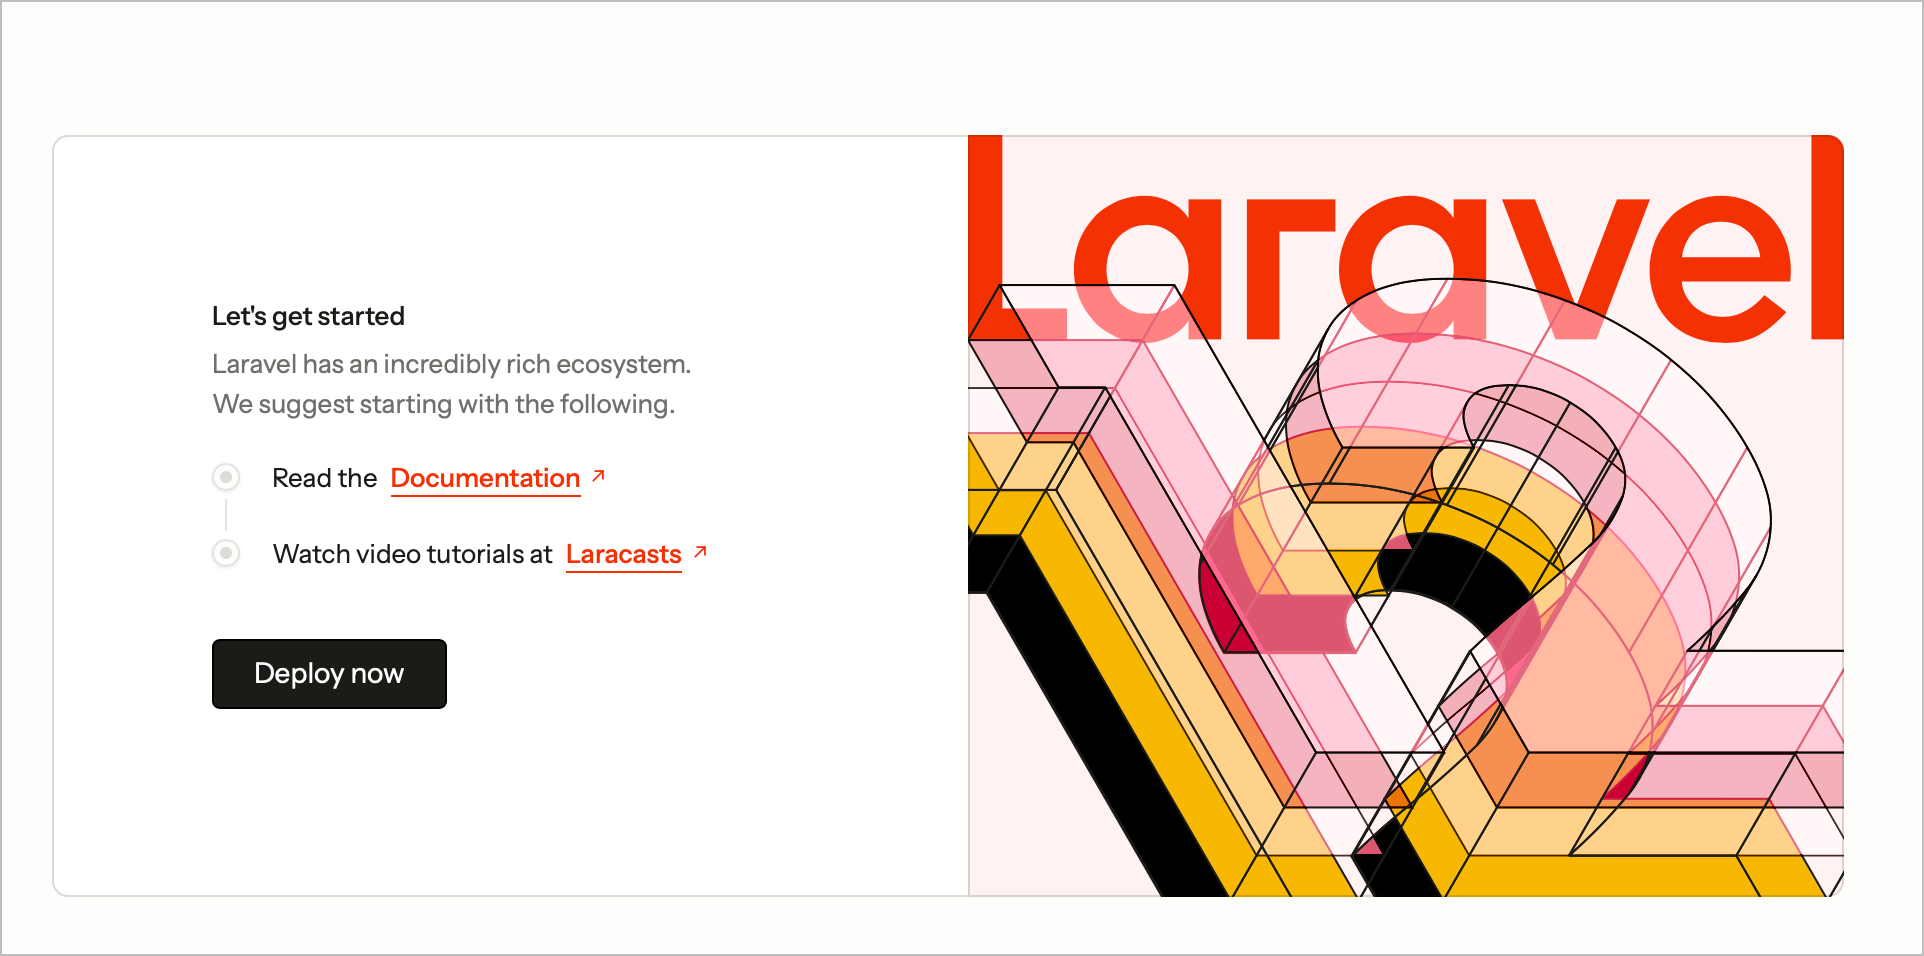 Let's get started
Laravel has an incredibly rich ecosystem.
We suggest starting with the following.
Read the Documentation
Watch video tutorials at Laracasts
Deploy now
Laravel